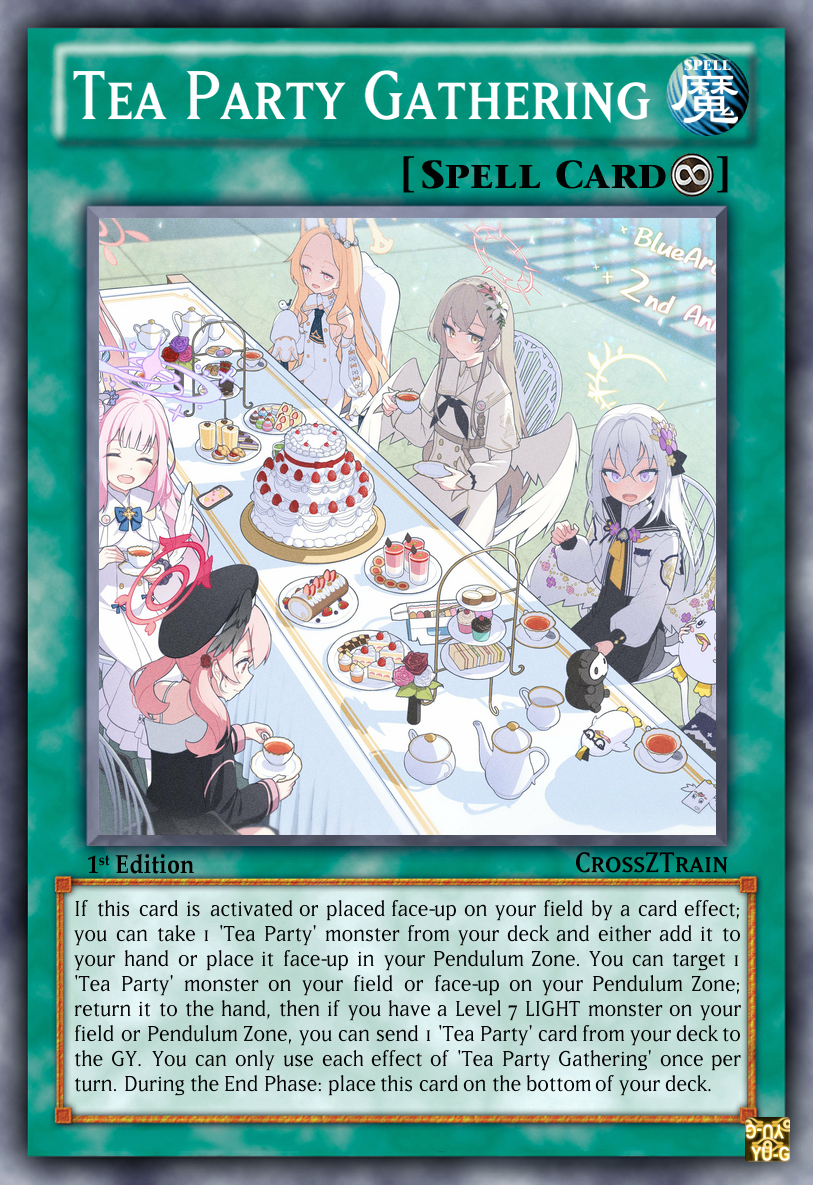 Tea Party Gathering
SPELL
魔
[Spell Card∞]
BlueAr
2nd An
1st Edition
CrossZTrain
If this card is activated or placed face-up on your field by a card effect;
you can take 1 'Tea Party' monster from your deck and either add it to
your hand or place it face-up in your Pendulum Zone. You can target 1
'Tea Party' monster on your field or face-up on your Pendulum Zone;
return it to the hand, then if you have a Level 7 LIGHT monster on your
field or Pendulum Zone, you can send 1 'Tea Party' card from your deck to
the GY. You can only use each effect of 'Tea Party Gathering' once per
turn. During the End Phase: place this card on the bottom of your deck.
YU-G